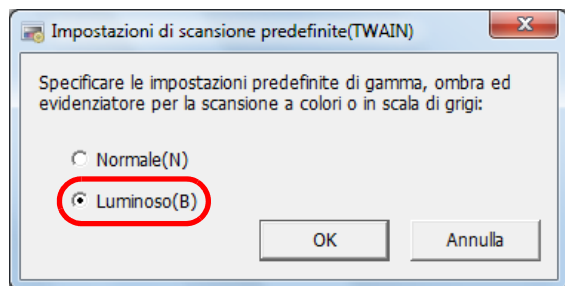 Impostazioni di scansione predefinite(TWAIN)
Specificare le impostazioni predefinite di gamma, ombra ed
evidenziatore per la scansione a colori o in scala di grigi:
Normale(N)
Luminoso(B)
OK
Annulla